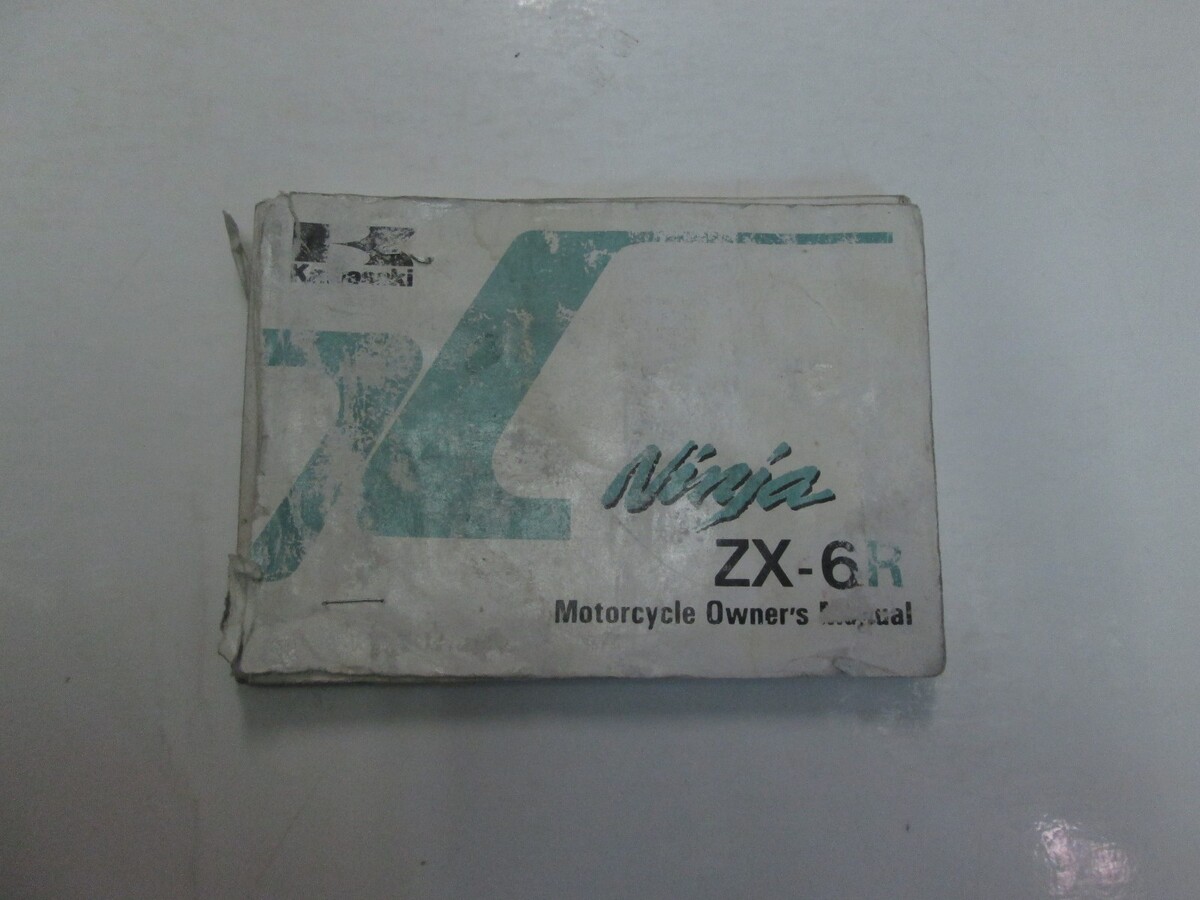 Kawasaki
Ninja
ZX-6R
Motorcycle Owner's Manual